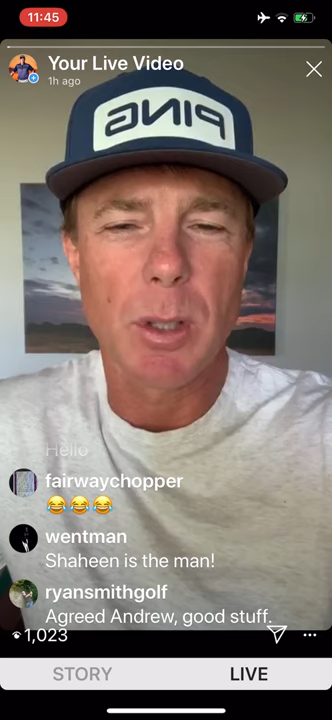 11:45
Your Live Video
1h ago
PING
Hello
fairwaychopper
😂😂😂
wentman
Shaheen is the man!
ryansmithgolf
Agreed Andrew, good stuff.
1,023
STORY LIVE